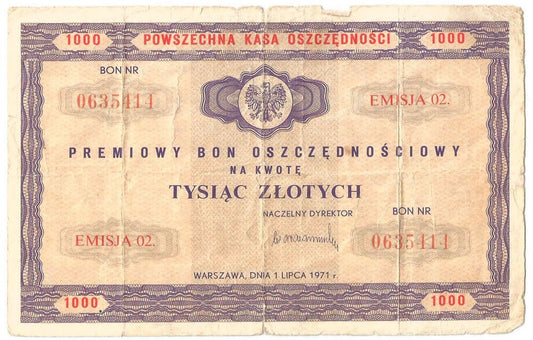 1000 POWSZECHNA KASA OSZCZĘDNOŚCI 1000
BON NR
0635414 EMISJA 02.
PREMIOWY BON OSZCZĘDNOŚCIOWY
NA KWOTĘ
TYSIĄC ZŁOTYCH
NACZELNY DYREKTOR BON NR
EMISJA 02. 0635414
WARSZAWA, DNIA 1 LIPCA 1971 r.
1000 1000